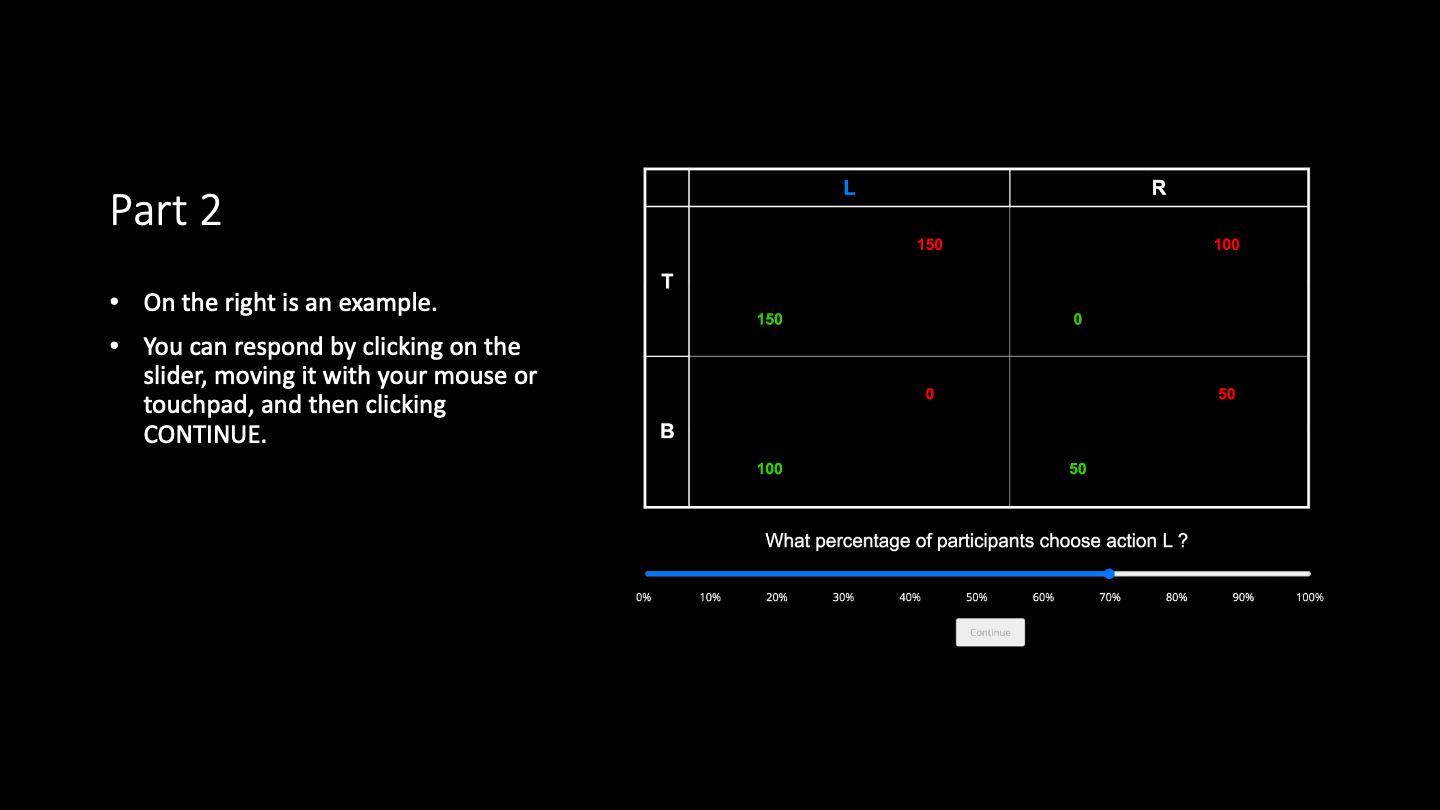 Part 2
• On the right is an example.
• You can respond by clicking on the
slider, moving it with your mouse or
touchpad, and then clicking
CONTINUE.
L R
150 100
T
150 0
0 50
B
100 50
What percentage of participants choose action L ?
0% 10% 20% 30% 40% 50% 60% 70% 80% 90% 100%
Continue